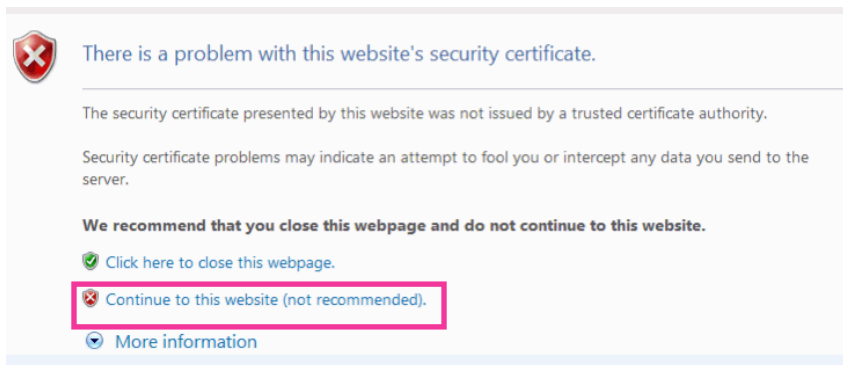 There is a problem with this website's security certificate.
The security certificate presented by this website was not issued by a trusted certificate authority.
Security certificate problems may indicate an attempt to fool you or intercept any data you send to the
server.
We recommend that you close this webpage and do not continue to this website.
Click here to close this webpage.
Continue to this website (not recommended).
More information